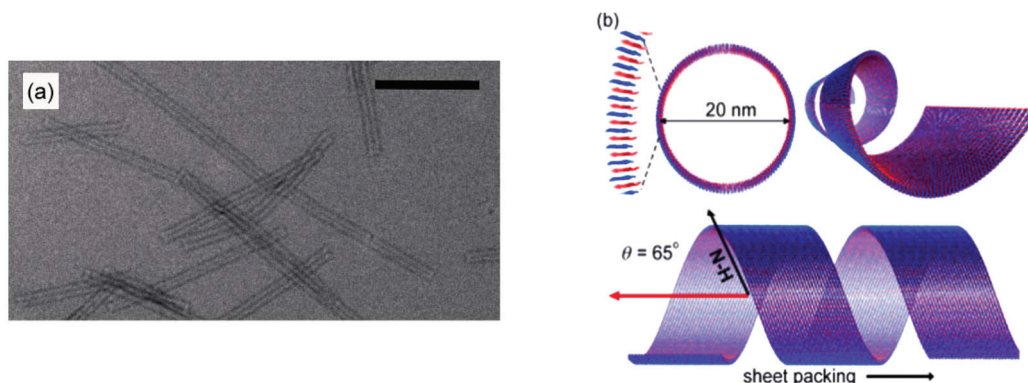 (a)
(b)
20 nm
θ = 65°
N-H
sheet packing